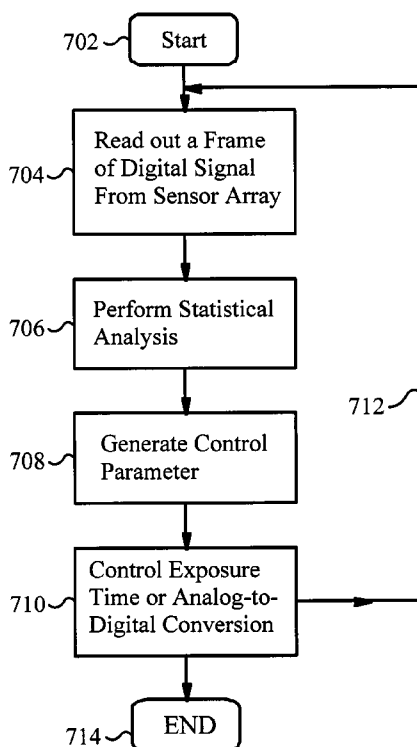 702
Start
704
Read out a Frame
of Digital Signal
From Sensor Array
706
Perform Statistical
Analysis
712
708
Generate Control
Parameter
710
Control Exposure
Time or Analog-to-
Digital Conversion
714
END